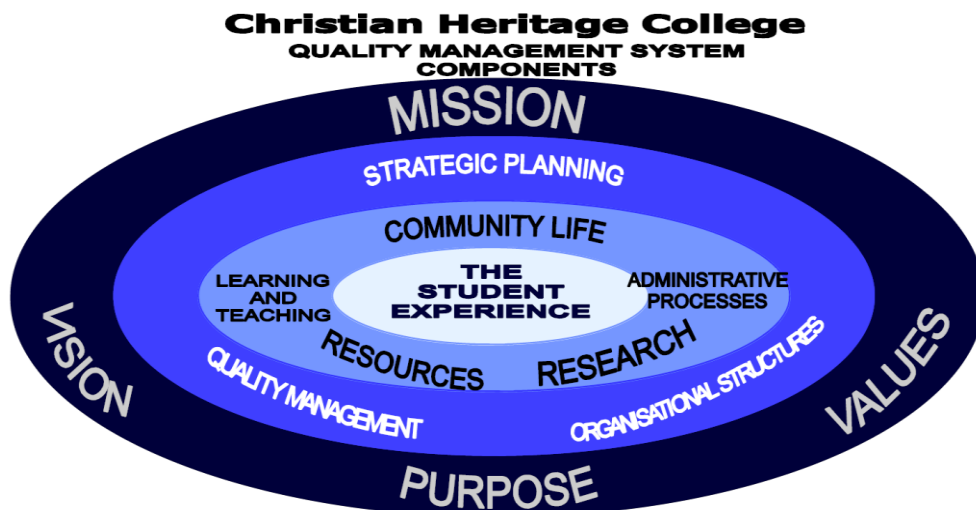 Christian Heritage College
QUALITY MANAGEMENT SYSTEM
COMPONENTS
MISSION
STRATEGIC PLANNING
COMMUNITY LIFE
LEARNING
AND
TEACHING
THE
STUDENT
EXPERIENCE
ADMINISTRATIVE
PROCESSES
RESOURCES
RESEARCH
QUALITY MANAGEMENT
ORGANISATIONAL STRUCTURES
VISION
VALUES
PURPOSE